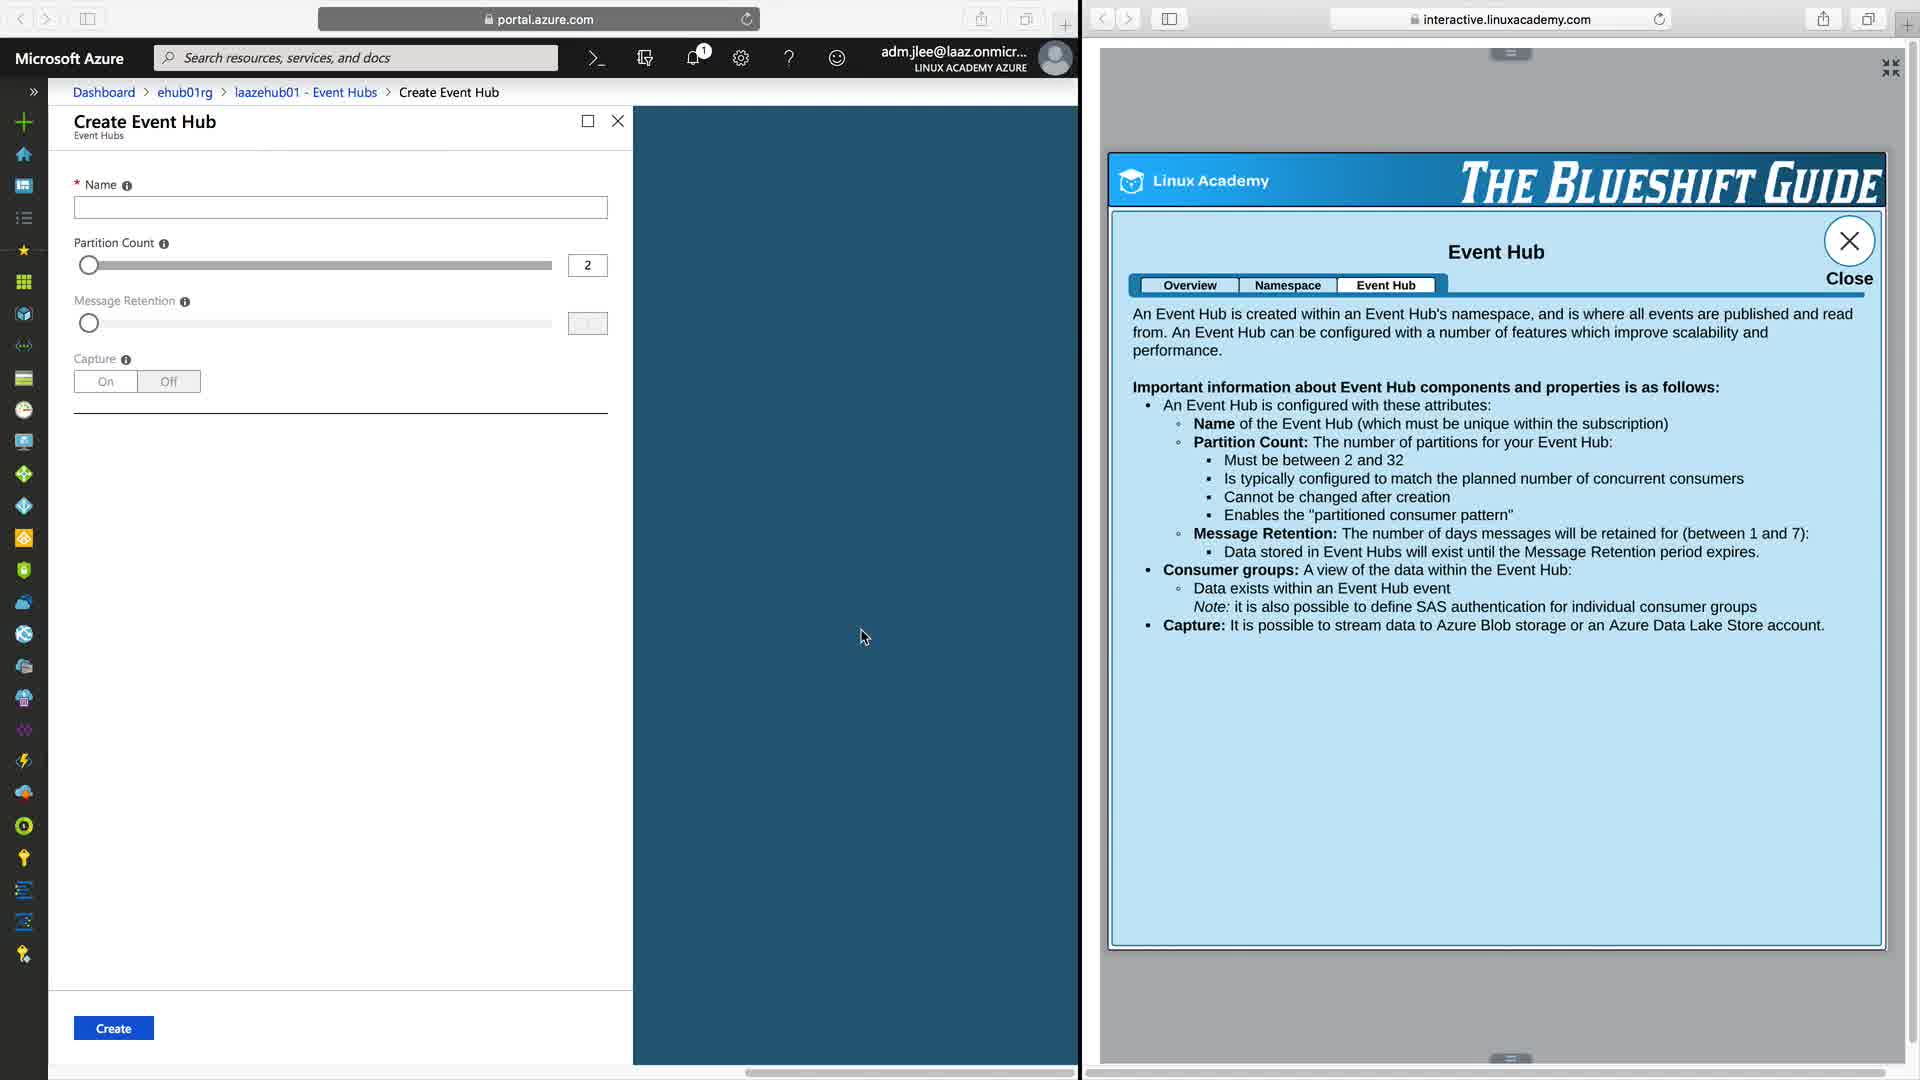 portal.azure.com
Microsoft Azure
Search resources, services, and docs
1
adm.jlee@laaz.onmicr...
LINUX ACADEMY AZURE
Dashboard > ehub01rg > laazehub01 - Event Hubs > Create Event Hub
Create Event Hub
Event Hubs
* Name
Partition Count
2
Message Retention
Capture
On Off
Create
interactive.linuxacademy.com
Linux Academy
THE BLUESHIFT GUIDE
Event Hub
Close
Overview Namespace Event Hub
An Event Hub is created within an Event Hub's namespace, and is where all events are published and read
from. An Event Hub can be configured with a number of features which improve scalability and
performance.
Important information about Event Hub components and properties is as follows:
• An Event Hub is configured with these attributes:
◦ Name of the Event Hub (which must be unique within the subscription)
◦ Partition Count: The number of partitions for your Event Hub:
▪ Must be between 2 and 32
▪ Is typically configured to match the planned number of concurrent consumers
▪ Cannot be changed after creation
▪ Enables the "partitioned consumer pattern"
◦ Message Retention: The number of days messages will be retained for (between 1 and 7):
▪ Data stored in Event Hubs will exist until the Message Retention period expires.
• Consumer groups: A view of the data within the Event Hub:
◦ Data exists within an Event Hub event
Note: it is also possible to define SAS authentication for individual consumer groups
• Capture: It is possible to stream data to Azure Blob storage or an Azure Data Lake Store account.